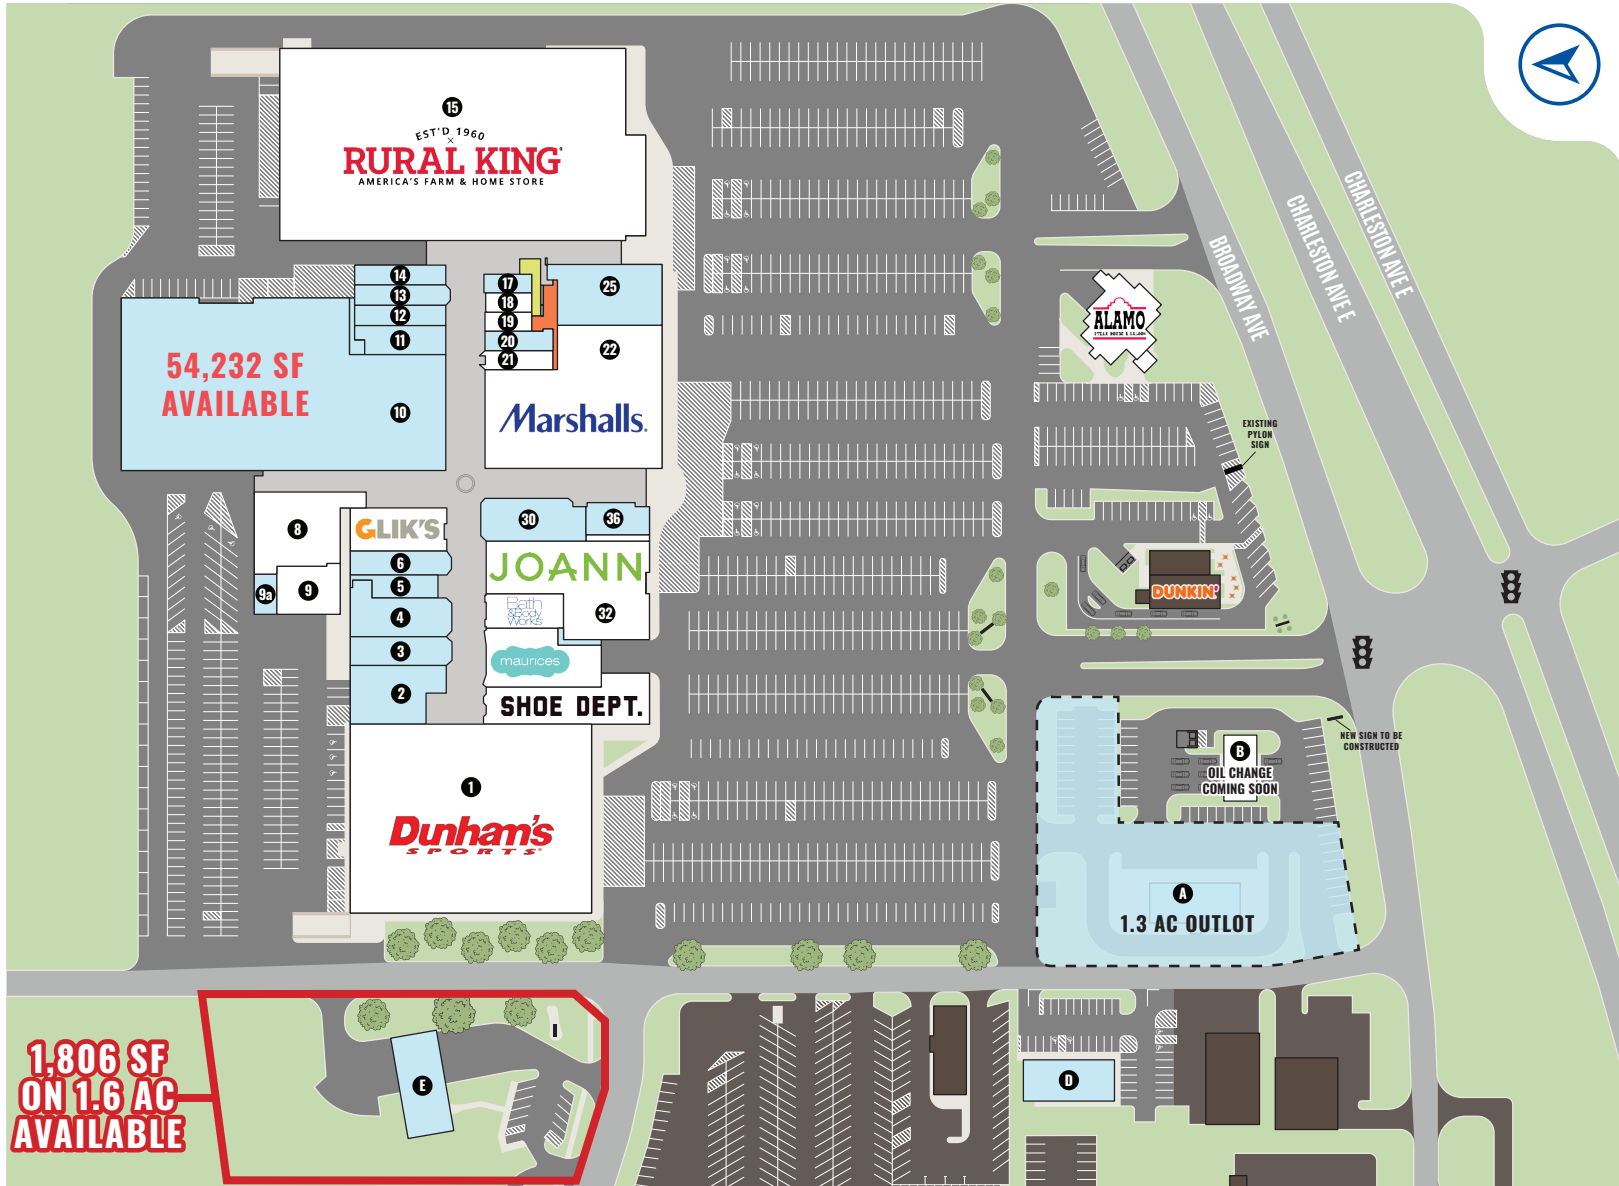 15
EST'D 1960
RURAL KING
AMERICA'S FARM & HOME STORE
14
13
12
11
54,232 SF
AVAILABLE
10
17
18
19
20
21
25
22
Marshalls.
8
9a
9
GLIK'S
6
5
4
3
2
30
36
JOANN
Bath
&Body
Works
32
maurices
SHOE DEPT.
1
Dunham's
SPORTS
BROADWAY AVE
CHARLESTON AVE E
CHARLESTON AVE E
ALAMO
STEAK HOUSE & SALOON
EXISTING
PYLON
SIGN
DUNKIN'
NEW SIGN TO BE
CONSTRUCTED
B
OIL CHANGE
COMING SOON
A
1.3 AC OUTLOT
1,806 SF
ON 1.6 AC
AVAILABLE
E
D